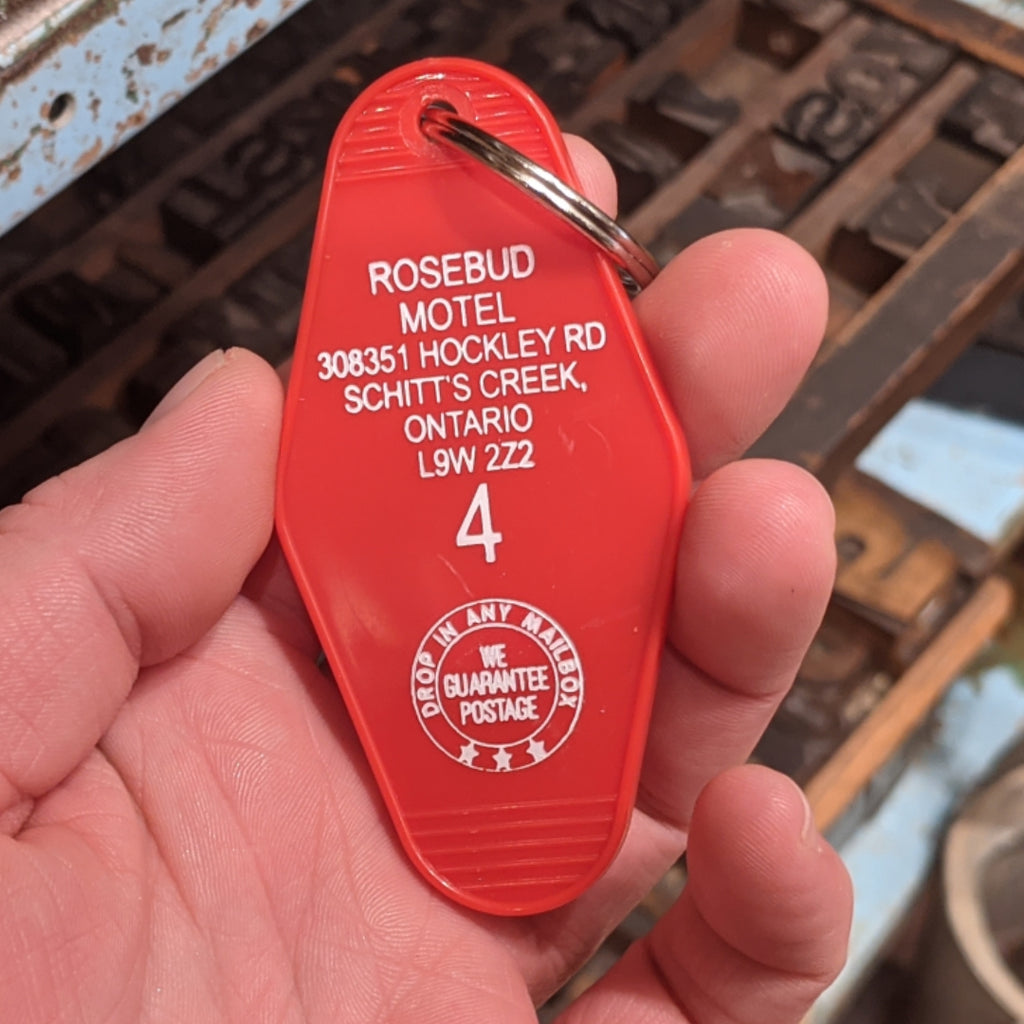 ROSEBUD
MOTEL
308351 HOCKLEY RD
SCHITT'S CREEK,
ONTARIO
L9W 2Z2
4
DROP IN ANY MAILBOX
WE
GUARANTEE
POSTAGE